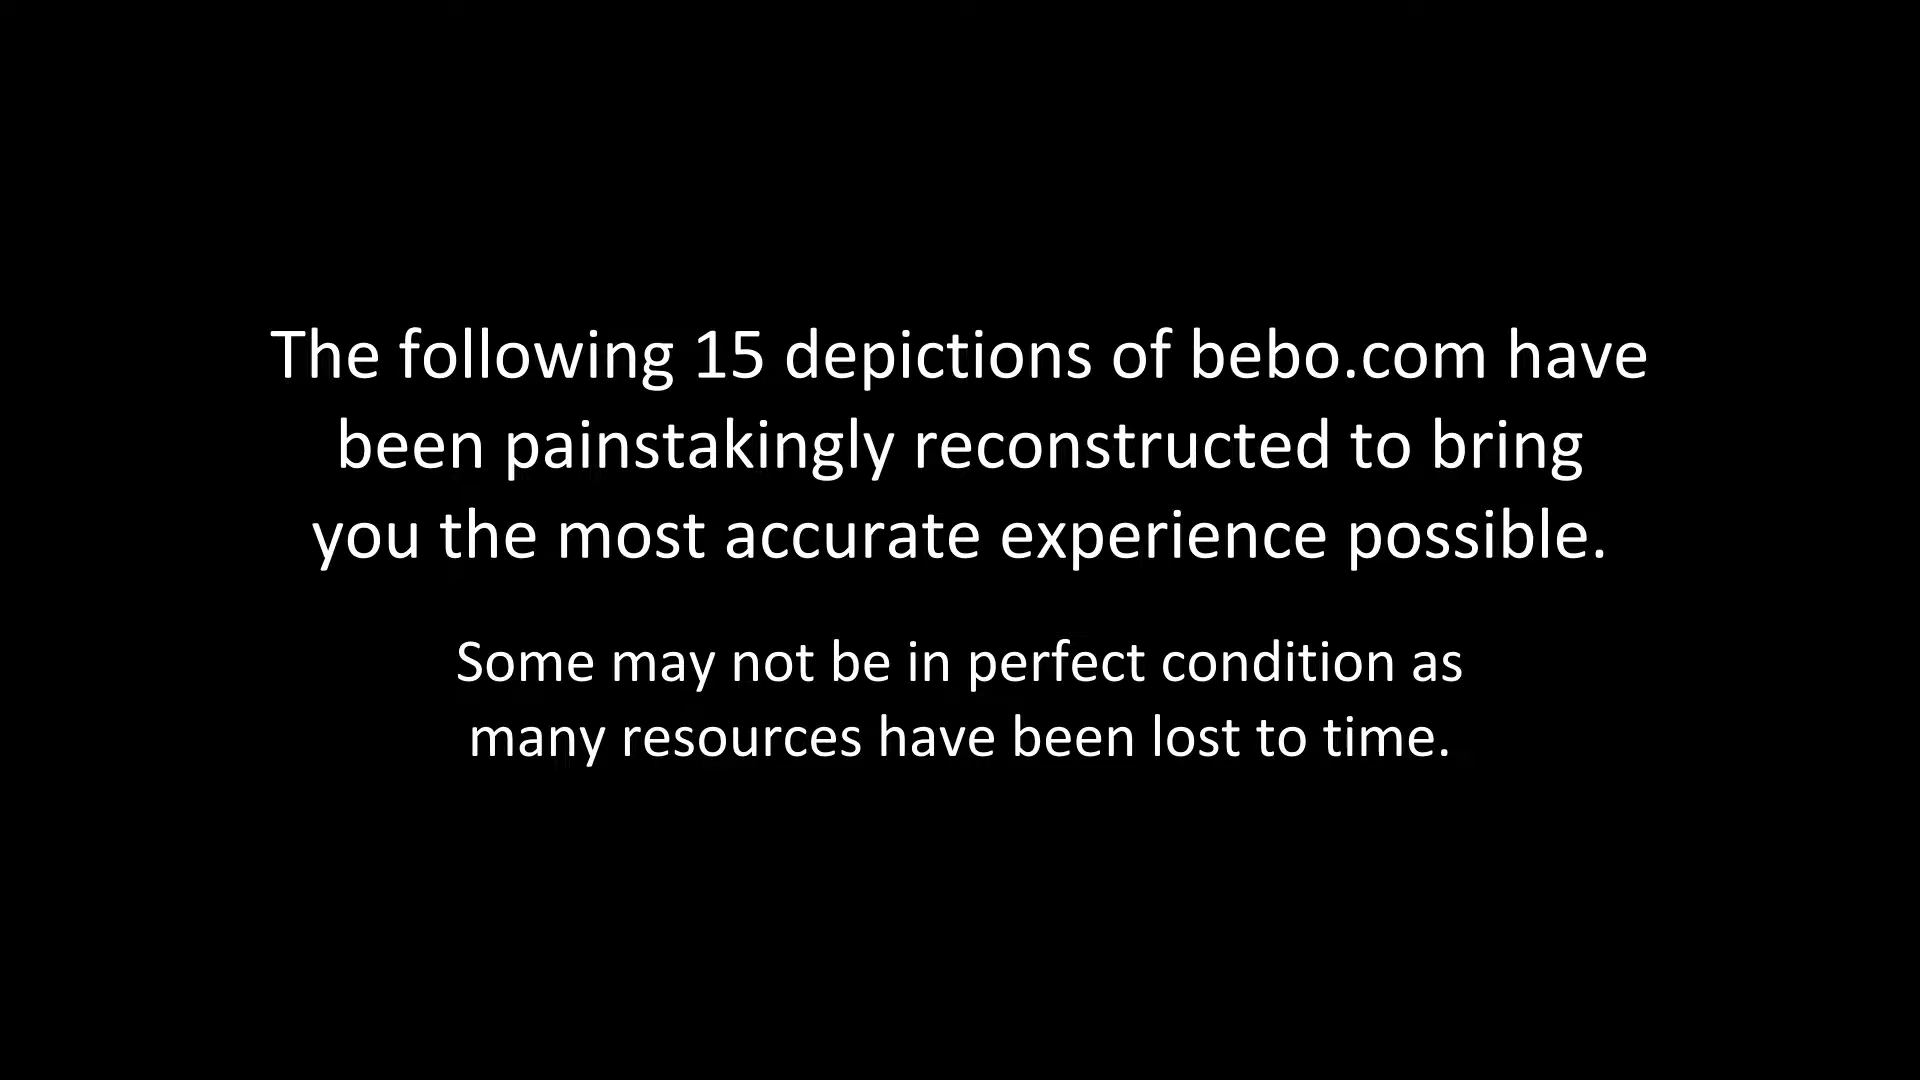 The following 15 depictions of bebo.com have
been painstakingly reconstructed to bring
you the most accurate experience possible.
Some may not be in perfect condition as
many resources have been lost to time.